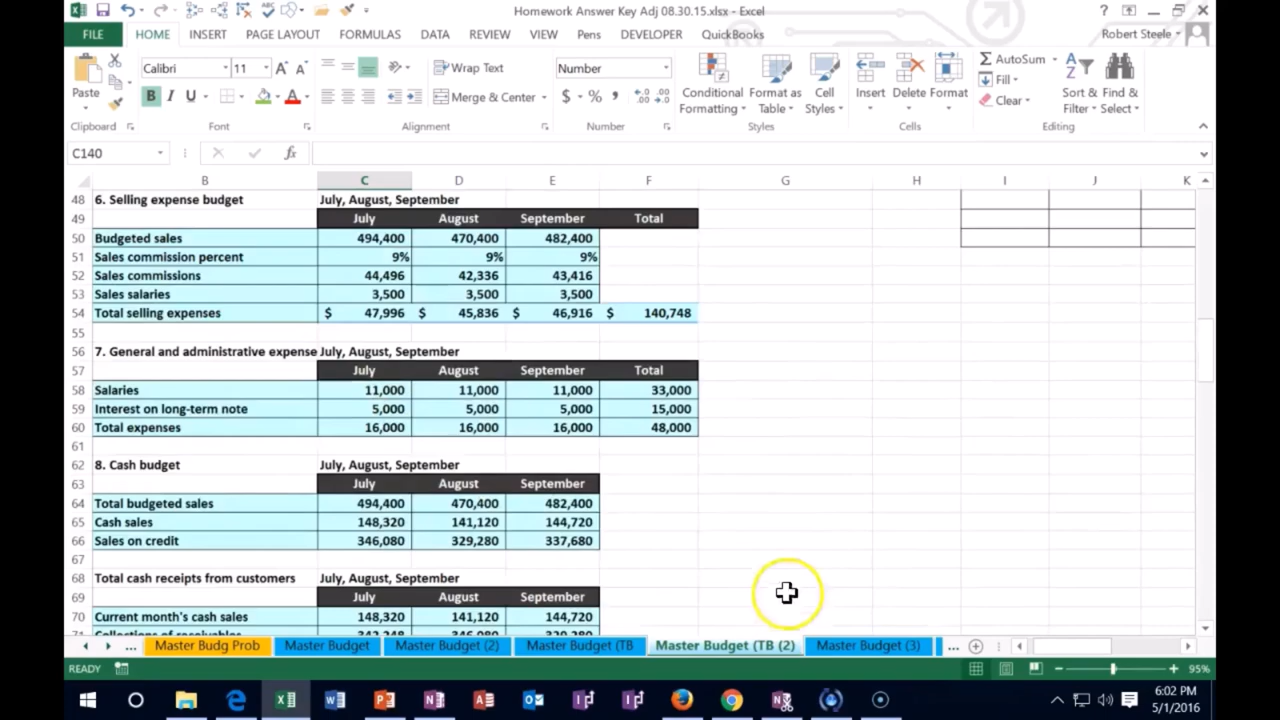 Homework Answer Key Adj 08.30.15.xlsx - Excel
FILE HOME INSERT PAGE LAYOUT FORMULAS DATA REVIEW VIEW Pens DEVELOPER QuickBooks Robert Steele
Calibri 11 A A Wrap Text Number AutoSum
Paste Conditional Formatting Format as Table Cell Styles Insert Delete Format Fill Sort & Filter Find & Select
B I U A Merge & Center $ % Clear
Clipboard Font Alignment Number Styles Cells Editing
C140 fx
B C D E F G H I J K
48 6. Selling expense budget July, August, September
49 July August September Total
50 Budgeted sales 494,400 470,400 482,400
51 Sales commission percent 9% 9% 9%
52 Sales commissions 44,496 42,336 43,416
53 Sales salaries 3,500 3,500 3,500
54 Total selling expenses $ 47,996 $ 45,836 $ 46,916 $ 140,748
55
56 7. General and administrative expense July, August, September
57 July August September Total
58 Salaries 11,000 11,000 11,000 33,000
59 Interest on long-term note 5,000 5,000 5,000 15,000
60 Total expenses 16,000 16,000 16,000 48,000
61
62 8. Cash budget July, August, September
63 July August September
64 Total budgeted sales 494,400 470,400 482,400
65 Cash sales 148,320 141,120 144,720
66 Sales on credit 346,080 329,280 337,680
67
68 Total cash receipts from customers July, August, September
69 July August September
70 Current month's cash sales 148,320 141,120 144,720
... Master Budg Prob Master Budget Master Budget (2) Master Budget (TB Master Budget (TB (2) Master Budget (3) ...
READY 95%
6:02 PM
5/1/2016